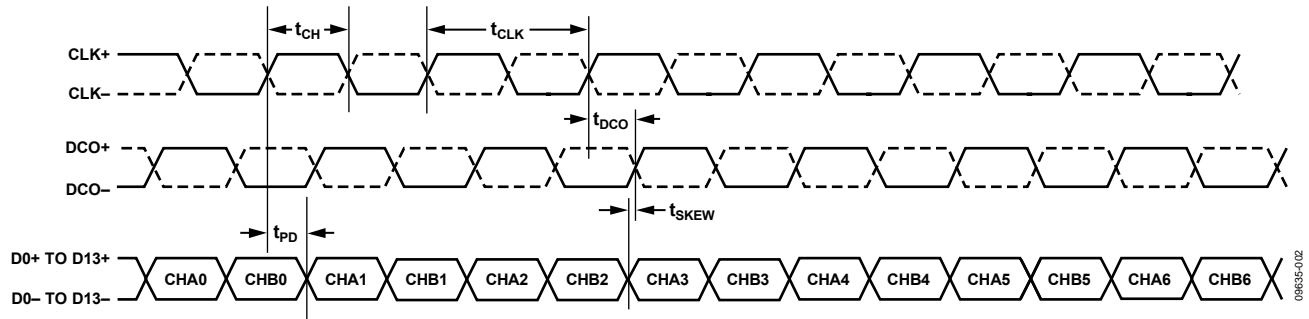 tCH
tCLK
CLK+
CLK–
tDCO
DCO+
DCO–
tSKEW
tPD
D0+ TO D13+
CHA0 CHB0 CHA1 CHB1 CHA2 CHB2 CHA3 CHB3 CHA4 CHB4 CHA5 CHB5 CHA6 CHB6
D0– TO D13–
09635-002